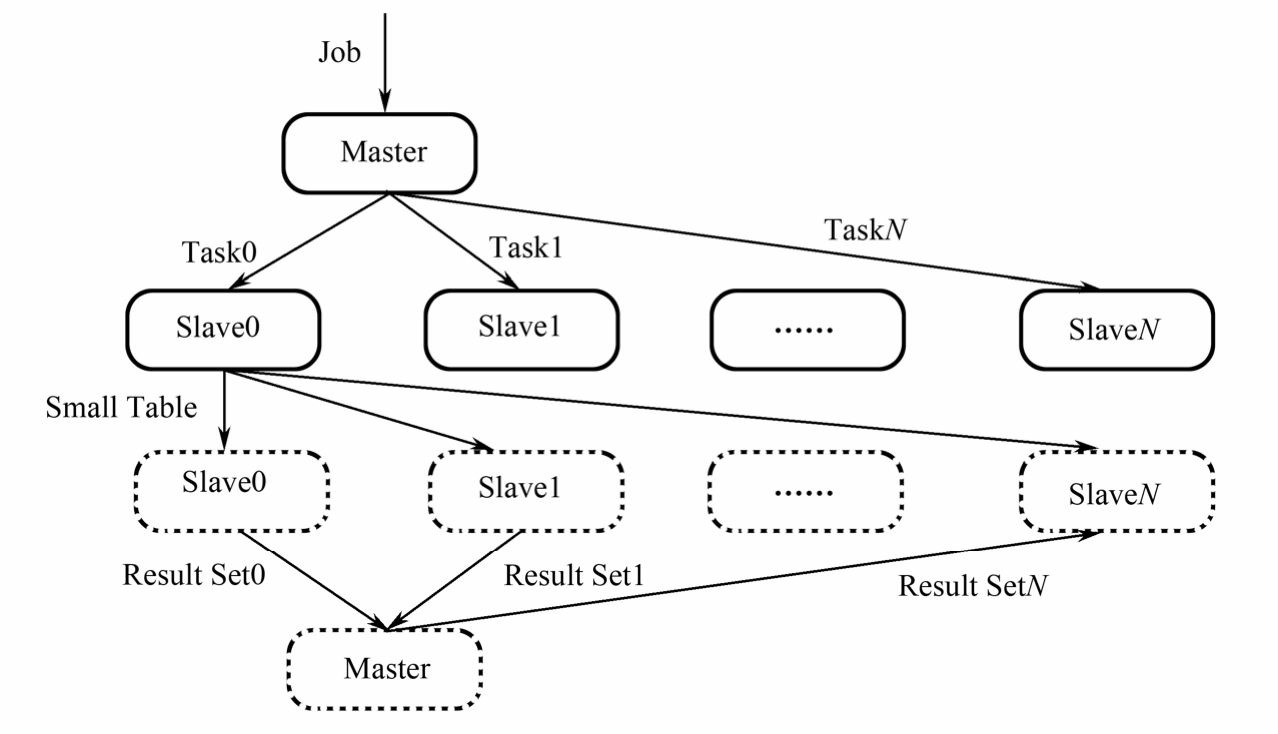 Job
Master
Task0
Task1
TaskN
Slave0
Slave1
......
SlaveN
Small Table
Slave0
Slave1
......
SlaveN
Result Set0
Result Set1
Result SetN
Master